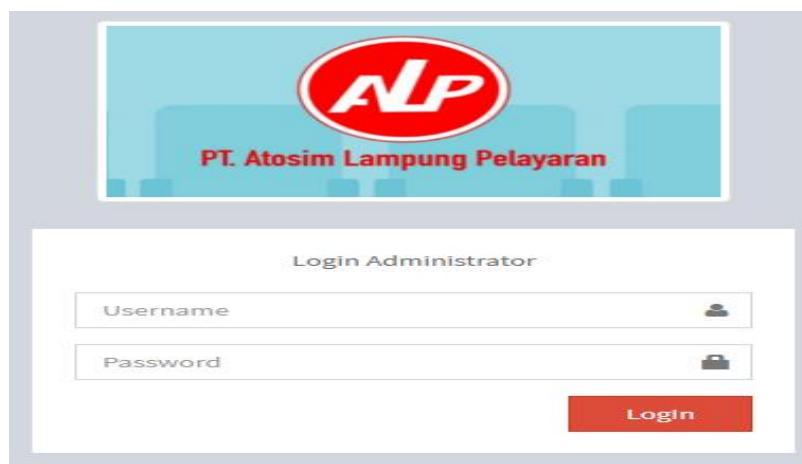 ALP
PT. Atosim Lampung Pelayaran
Login Administrator
Username
Password
Login